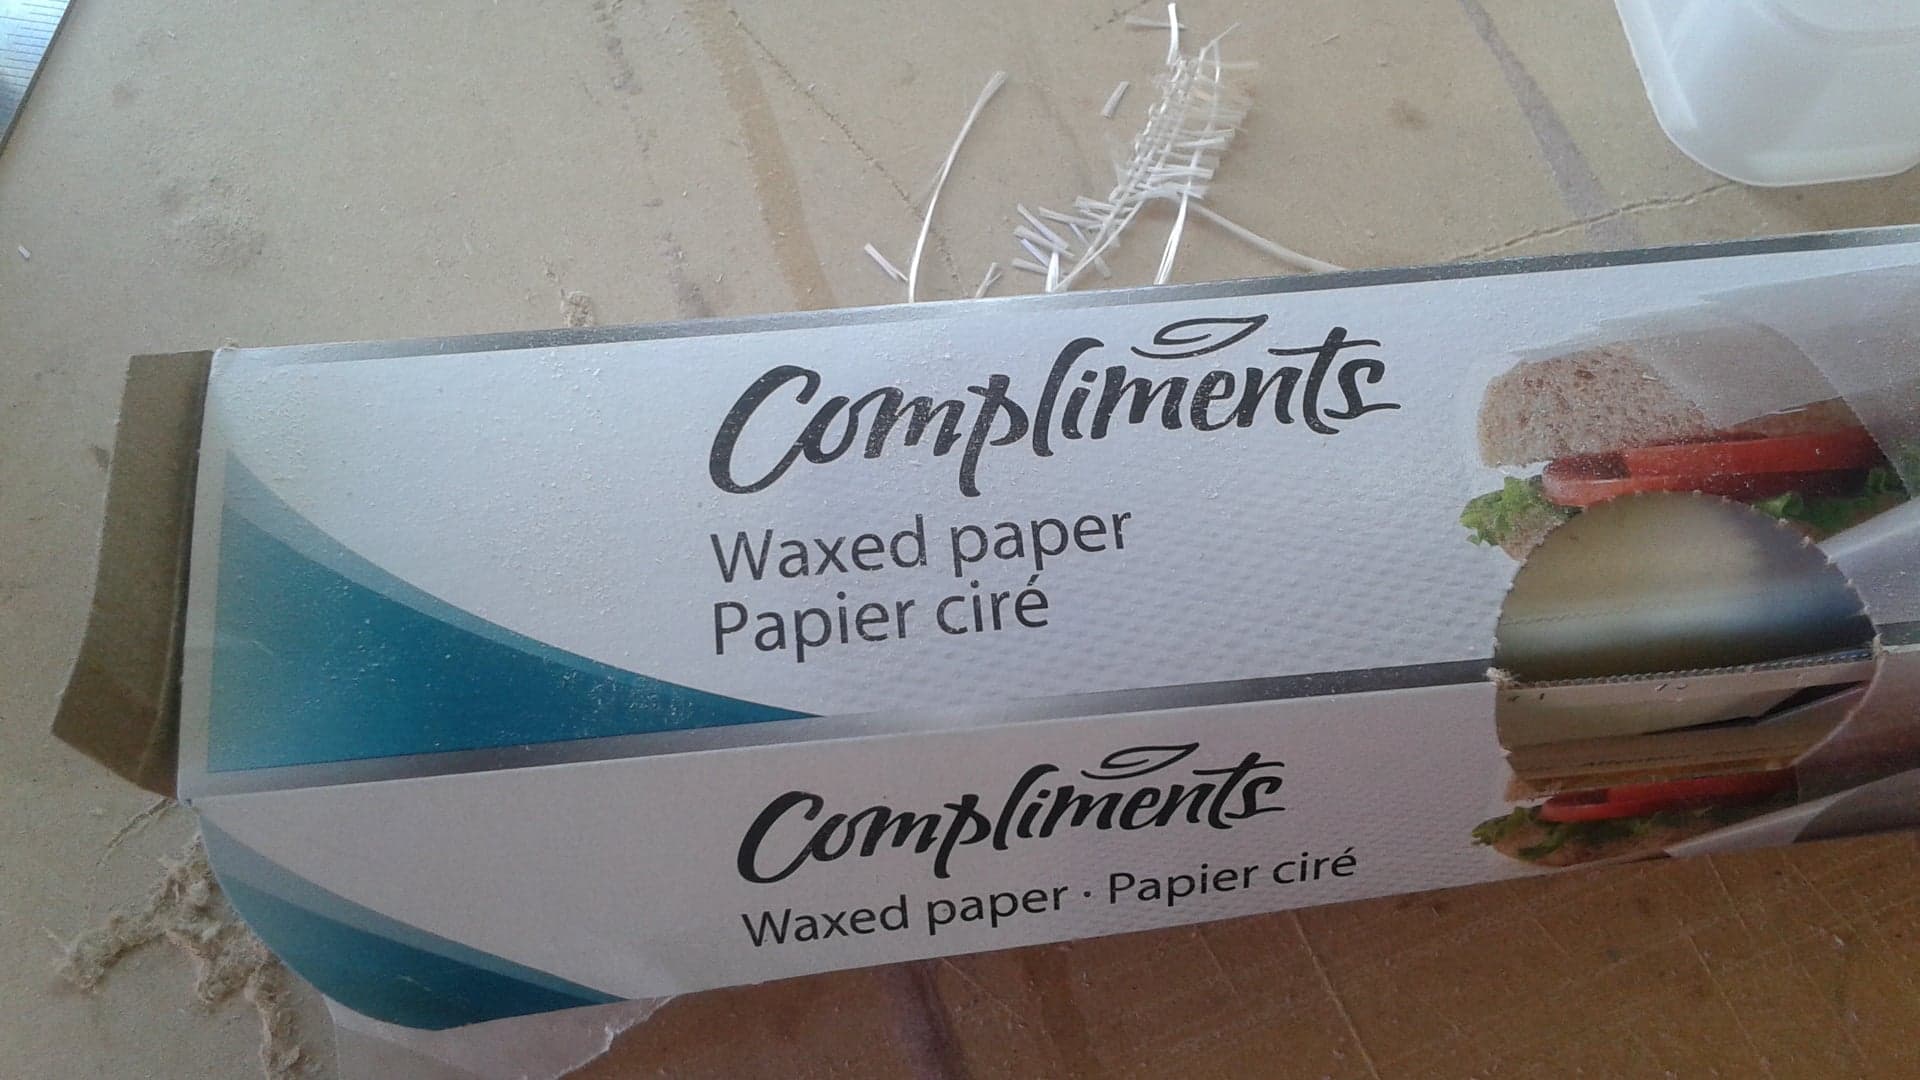 Compliments
Waxed paper
Papier ciré
Compliments
Waxed paper · Papier ciré